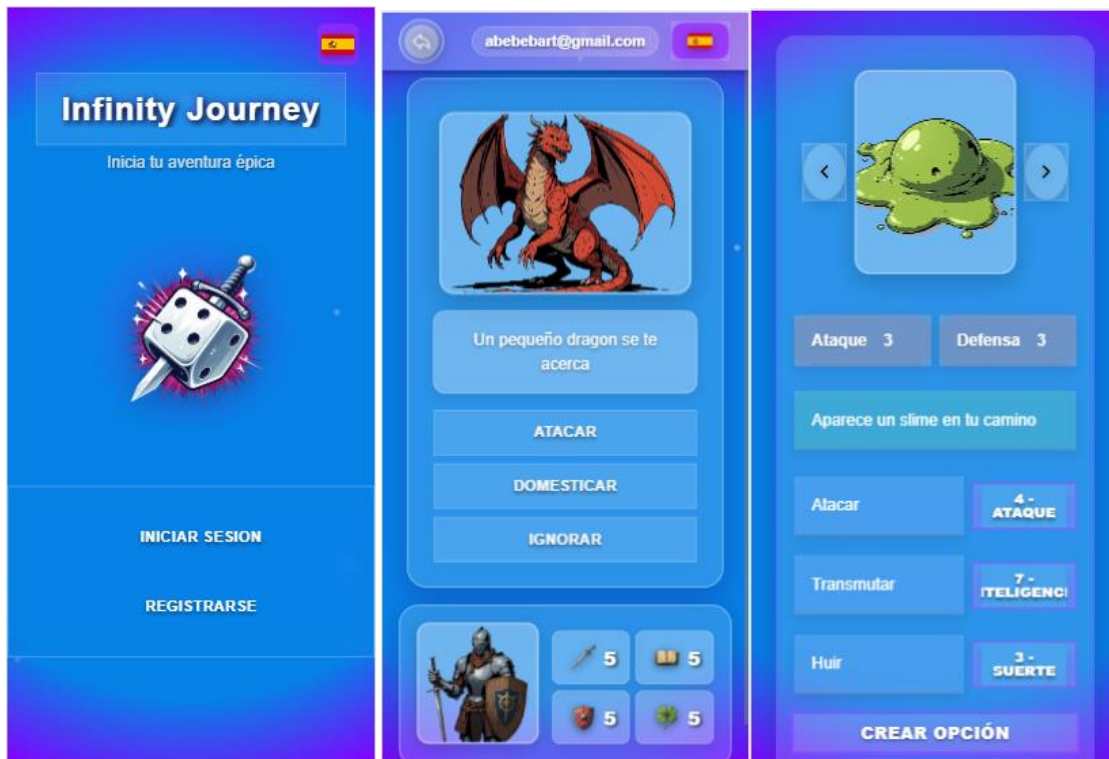 Infinity Journey
Inicia tu aventura épica
INICIAR SESION
REGISTRARSE
abebebart@gmail.com
Un pequeño dragon se te
acerca
ATACAR
DOMESTICAR
IGNORAR
5
5
5
5
Ataque 3
Defensa 3
Aparece un slime en tu camino
Atacar
4 -
ATAQUE
Transmutar
7 -
ITELIGENCI
Huir
3 -
SUERTE
CREAR OPCIÓN